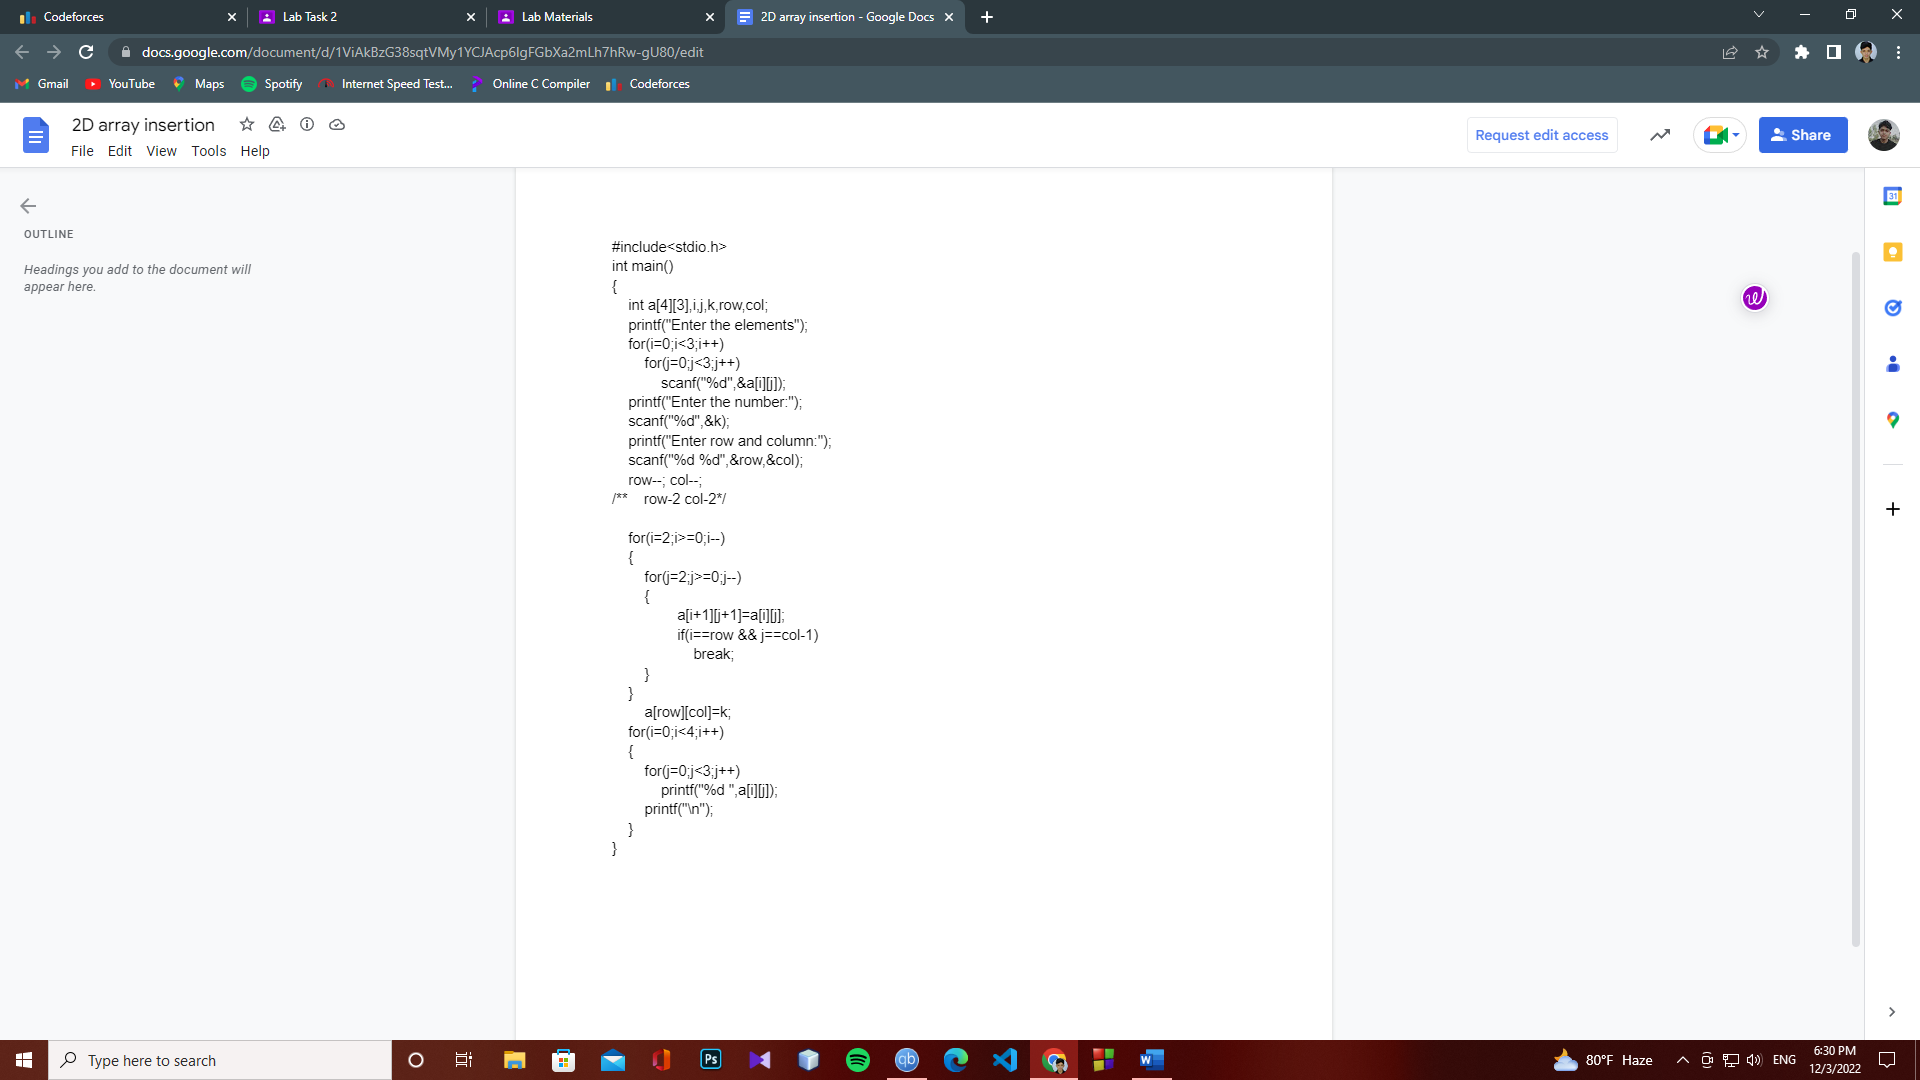 Codeforces
Lab Task 2
Lab Materials
2D array insertion - Google Docs
docs.google.com/document/d/1ViAkBzG38sqtVMy1YCJAcp6IgFGbXa2mLh7hRw-gU80/edit
Gmail
YouTube
Maps
Spotify
Internet Speed Test...
Online C Compiler
Codeforces
2D array insertion
File Edit View Tools Help
Request edit access
Share
OUTLINE
Headings you add to the document will
appear here.
#include<stdio.h>
int main()
{
int a[4][3],i,j,k,row,col;
printf("Enter the elements");
for(i=0;i<3;i++)
for(j=0;j<3;j++)
scanf("%d",&a[i][j]);
printf("Enter the number:");
scanf("%d",&k);
printf("Enter row and column:");
scanf("%d %d",&row,&col);
row--; col--;
/** row-2 col-2*/
for(i=2;i>=0;i--)
{
for(j=2;j>=0;j--)
{
a[i+1][j+1]=a[i][j];
if(i==row && j==col-1)
break;
}
}
a[row][col]=k;
for(i=0;i<4;i++)
{
for(j=0;j<3;j++)
printf("%d ",a[i][j]);
printf("\n");
}
}
31
Type here to search
Ps
qb
80°F Haze
ENG
6:30 PM
12/3/2022